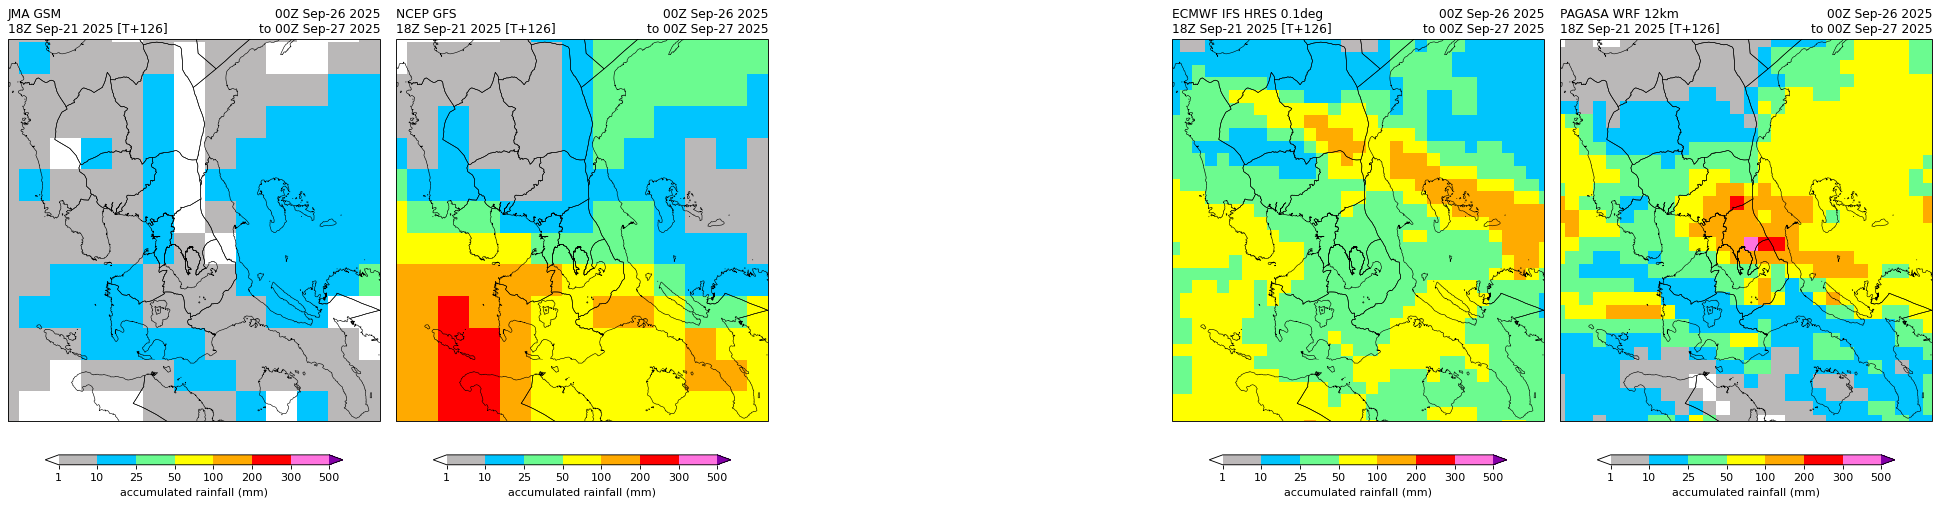 JMA GSM 00Z Sep-26 2025
18Z Sep-21 2025 [T+126] to 00Z Sep-27 2025
1 10 25 50 100 200 300 500
accumulated rainfall (mm)
NCEP GFS 00Z Sep-26 2025
18Z Sep-21 2025 [T+126] to 00Z Sep-27 2025
1 10 25 50 100 200 300 500
accumulated rainfall (mm)
ECMWF IFS HRES 0.1deg 00Z Sep-26 2025
18Z Sep-21 2025 [T+126] to 00Z Sep-27 2025
1 10 25 50 100 200 300 500
accumulated rainfall (mm)
PAGASA WRF 12km 00Z Sep-26 2025
18Z Sep-21 2025 [T+126] to 00Z Sep-27 2025
1 10 25 50 100 200 300 500
accumulated rainfall (mm)